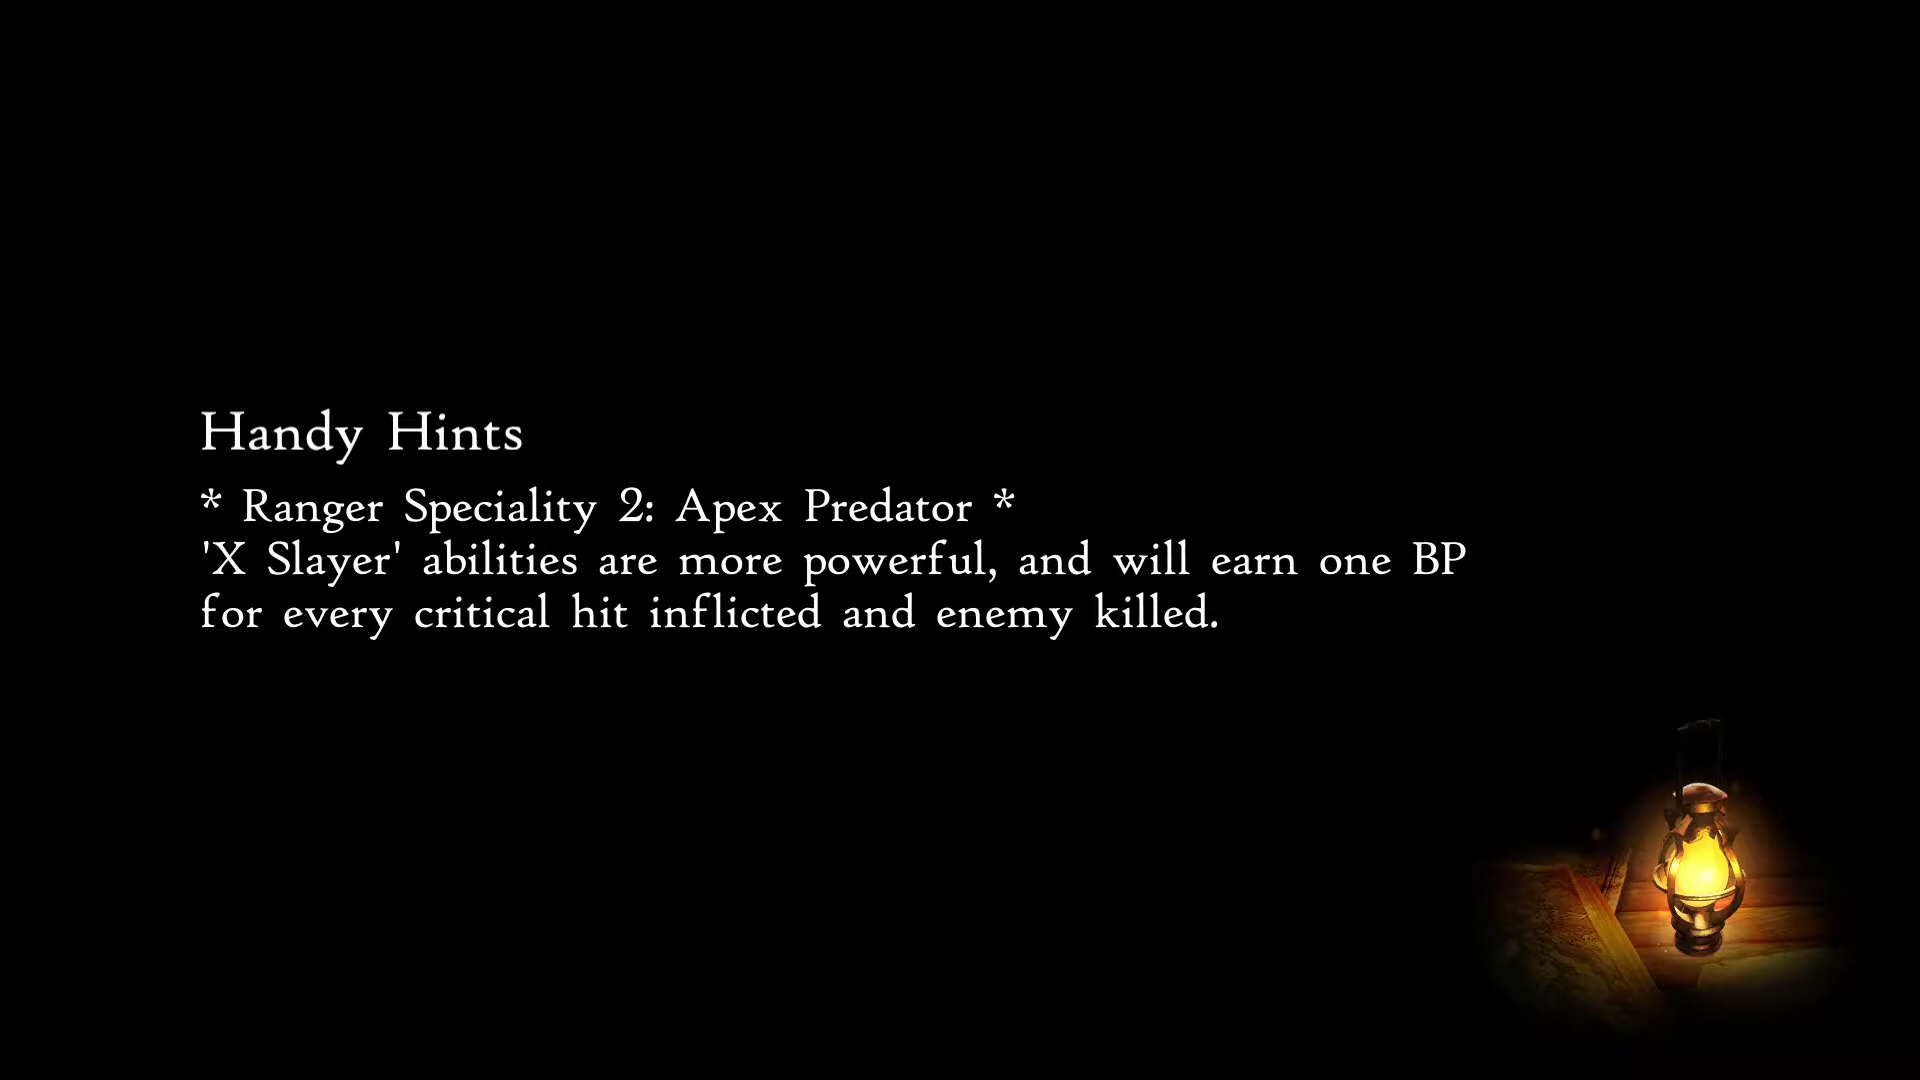 Handy Hints
* Ranger Speciality 2: Apex Predator *
'X Slayer' abilities are more powerful, and will earn one BP
for every critical hit inflicted and enemy killed.